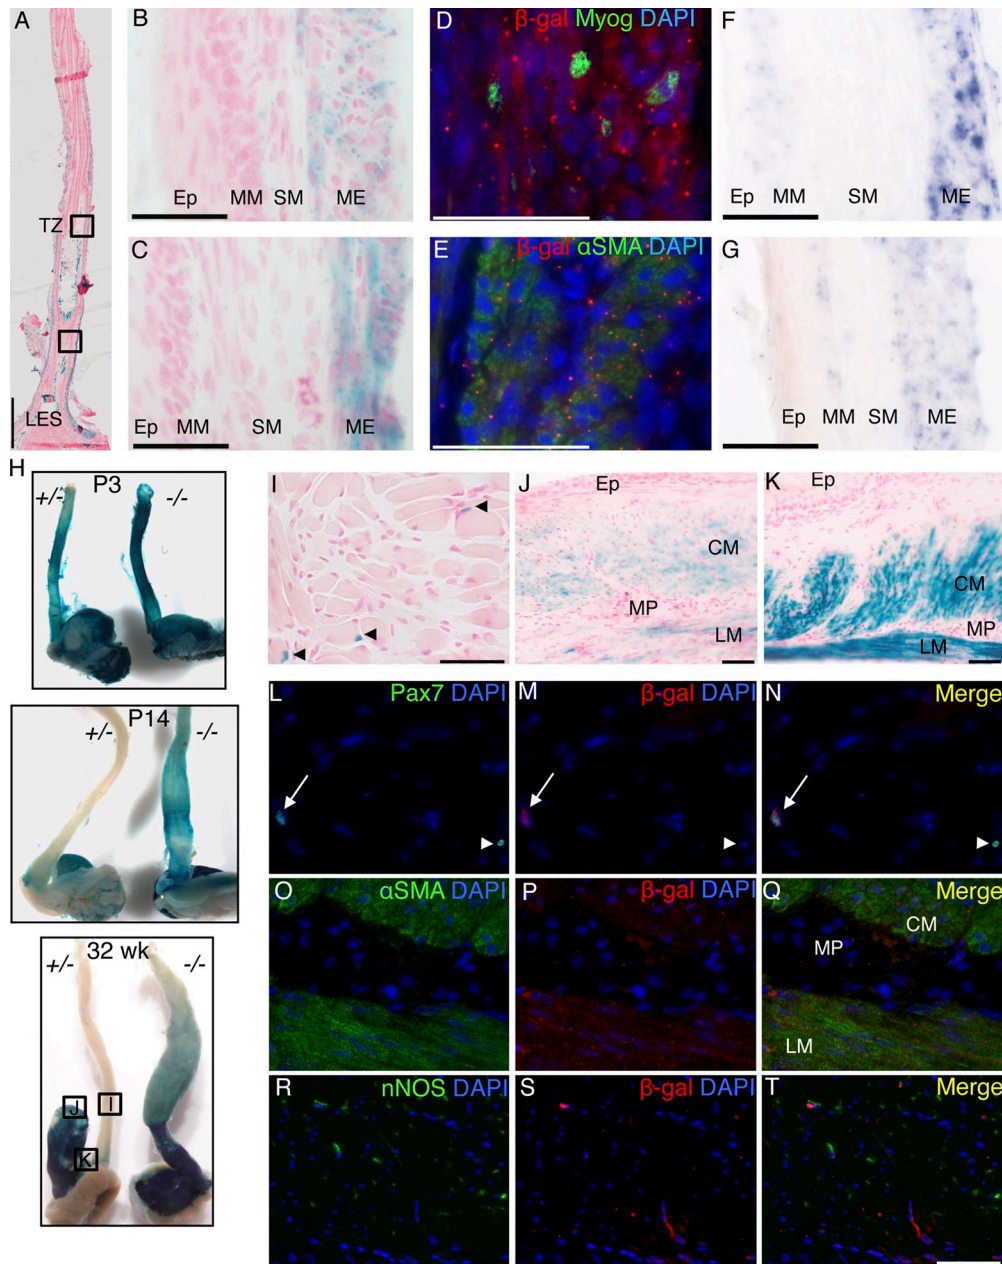 A
TZ
LES
B
Ep MM SM ME
C
Ep MM SM ME
D
β-gal Myog DAPI
E
β-gal αSMA DAPI
F
Ep MM SM ME
G
Ep MM SM ME
H
P3
+/- -/-
P14
+/- -/-
32 wk
+/- -/-
J I
K
I
J
Ep
CM
MP
LM
K
Ep
CM
MP
LM
L
Pax7 DAPI
M
β-gal DAPI
N
Merge
O
αSMA DAPI
P
β-gal DAPI
Q
Merge
CM
MP
LM
R
nNOS DAPI
S
β-gal DAPI
T
Merge